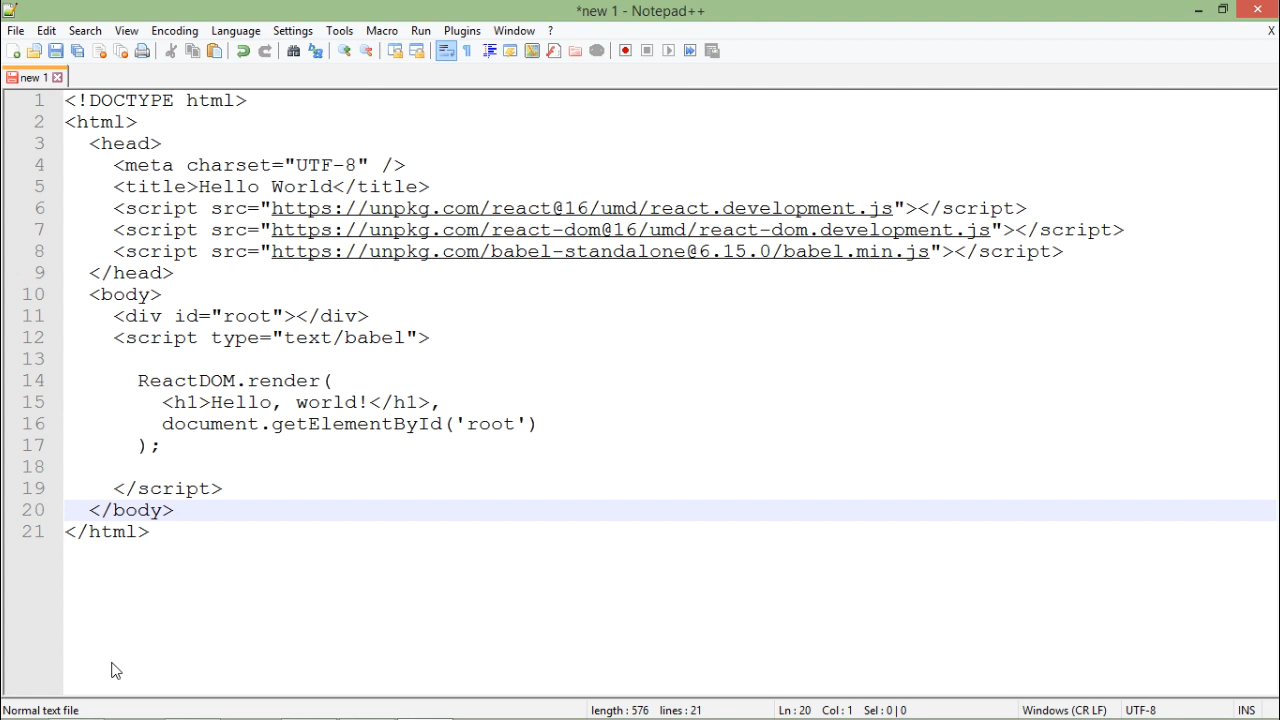 *new 1 - Notepad++
File Edit Search View Encoding Language Settings Tools Macro Run Plugins Window ? X
new 1
1 <!DOCTYPE html>
2 <html>
3   <head>
4     <meta charset="UTF-8" />
5     <title>Hello World</title>
6     <script src="https://unpkg.com/react@16/umd/react.development.js"></script>
7     <script src="https://unpkg.com/react-dom@16/umd/react-dom.development.js"></script>
8     <script src="https://unpkg.com/babel-standalone@6.15.0/babel.min.js"></script>
9   </head>
10   <body>
11     <div id="root"></div>
12     <script type="text/babel">
13
14       ReactDOM.render(
15         <h1>Hello, world!</h1>,
16         document.getElementById('root')
17       );
18
19     </script>
20   </body>
21 </html>
Normal text file length : 576 lines : 21 Ln : 20 Col : 1 Sel : 0 | 0 Windows (CR LF) UTF-8 INS